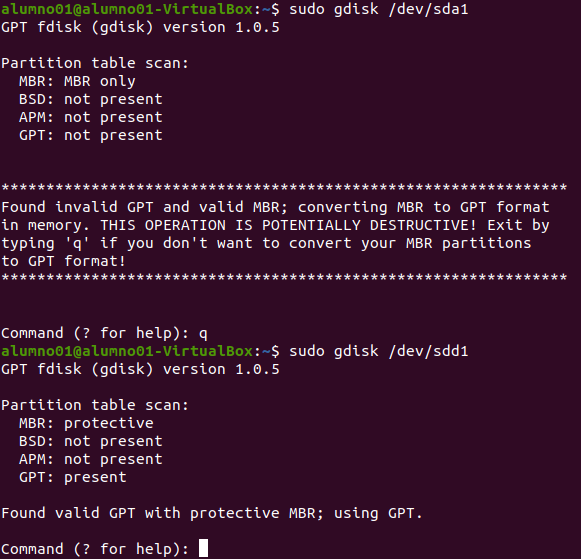 alumno01@alumno01-VirtualBox:~$ sudo gdisk /dev/sda1
GPT fdisk (gdisk) version 1.0.5

Partition table scan:
  MBR: MBR only
  BSD: not present
  APM: not present
  GPT: not present


***************************************************************
Found invalid GPT and valid MBR; converting MBR to GPT format
in memory. THIS OPERATION IS POTENTIALLY DESTRUCTIVE! Exit by
typing 'q' if you don't want to convert your MBR partitions
to GPT format!
***************************************************************


Command (? for help): q
alumno01@alumno01-VirtualBox:~$ sudo gdisk /dev/sdd1
GPT fdisk (gdisk) version 1.0.5

Partition table scan:
  MBR: protective
  BSD: not present
  APM: not present
  GPT: present

Found valid GPT with protective MBR; using GPT.

Command (? for help):